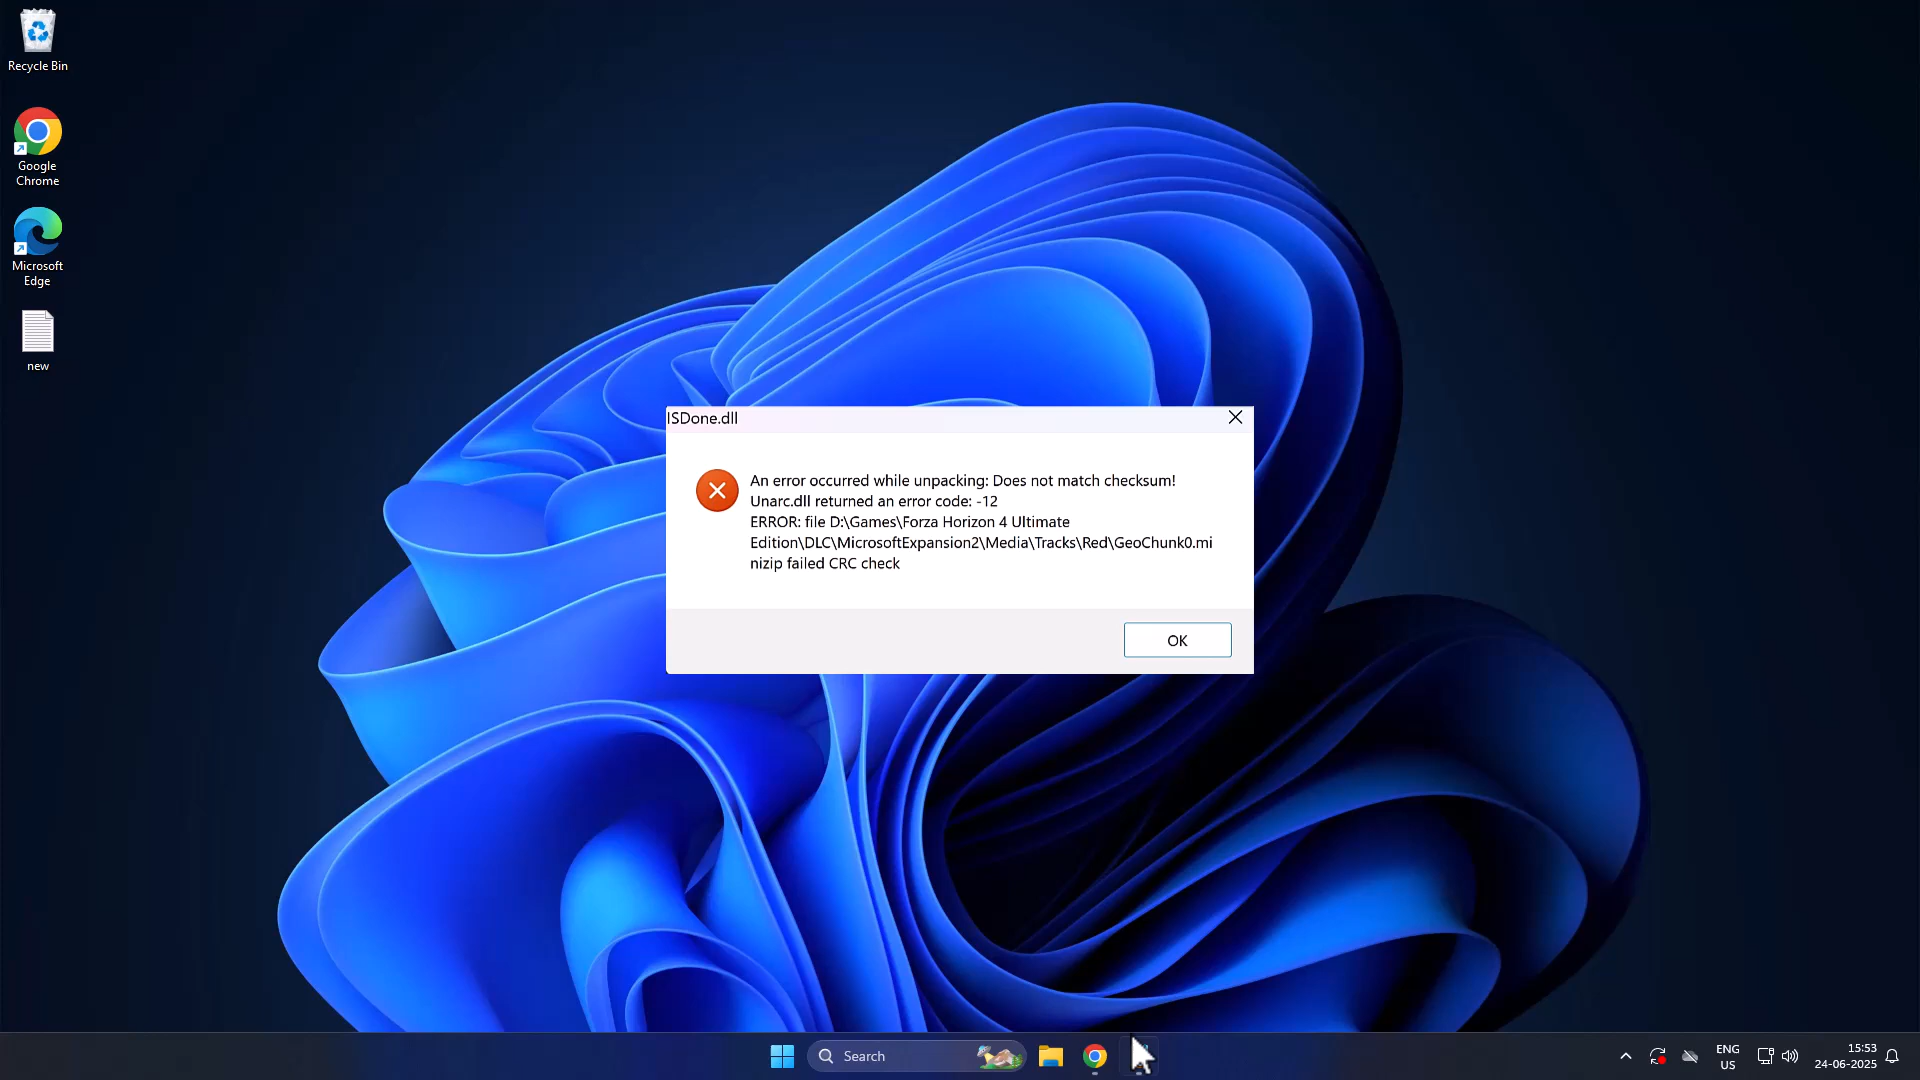 Recycle Bin
Google
Chrome
Microsoft
Edge
new
ISDone.dll
An error occurred while unpacking: Does not match checksum!
Unarc.dll returned an error code: -12
ERROR: file D:\Games\Forza Horizon 4 Ultimate
Edition\DLC\MicrosoftExpansion2\Media\Tracks\Red\GeoChunk0.mi
nizip failed CRC check
OK
Search
ENG
US
15:53
24-06-2025